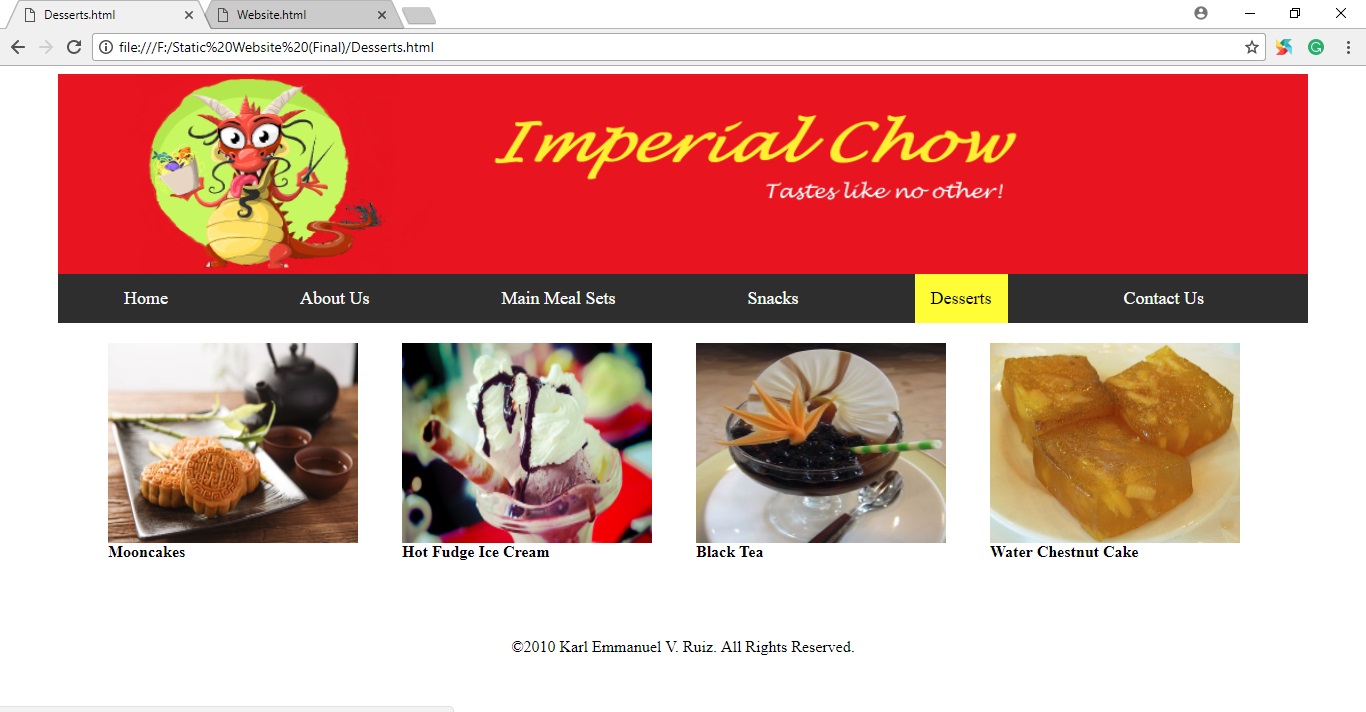 Desserts.html
Website.html
file:///F:/Static%20Website%20(Final)/Desserts.html
Imperial Chow
Tastes like no other!
Home About Us Main Meal Sets Snacks Desserts Contact Us
Mooncakes Hot Fudge Ice Cream Black Tea Water Chestnut Cake
©2010 Karl Emmanuel V. Ruiz. All Rights Reserved.